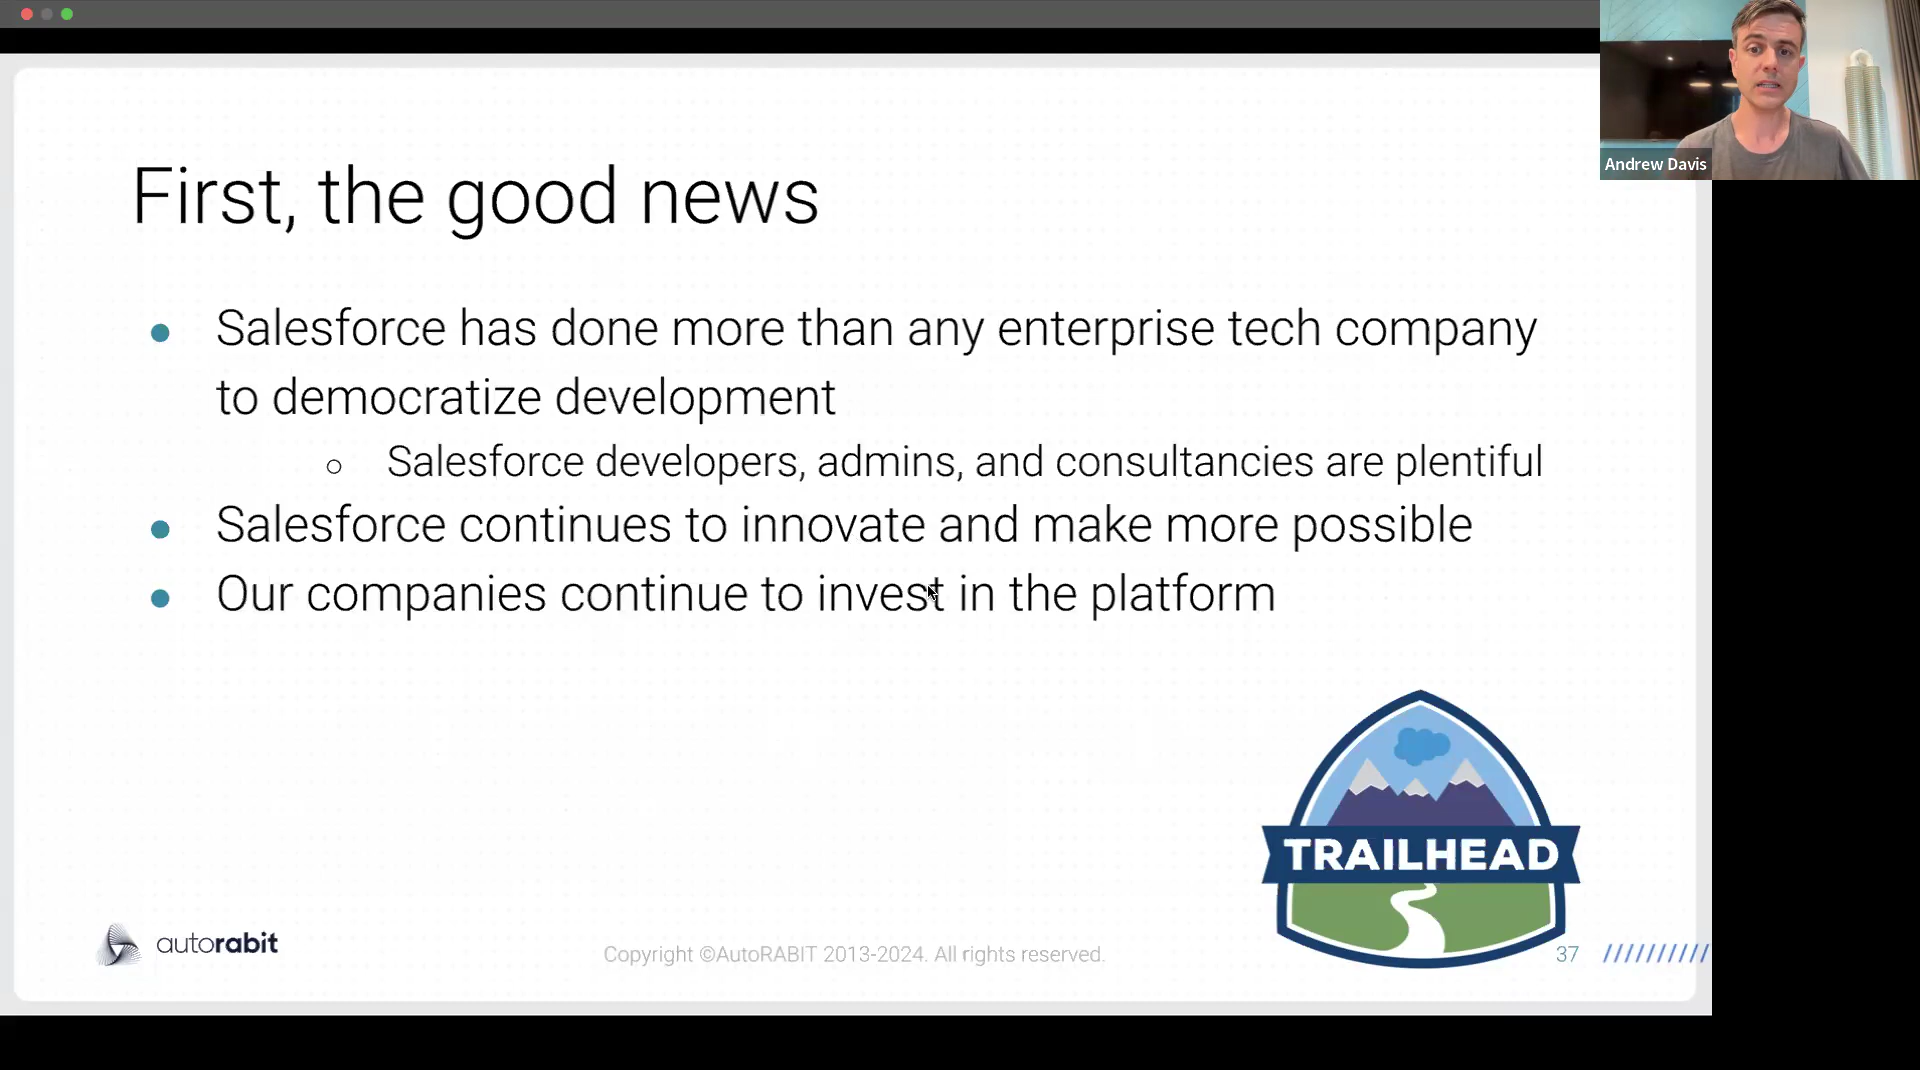 Andrew Davis
First, the good news
Salesforce has done more than any enterprise tech company
to democratize development
Salesforce developers, admins, and consultancies are plentiful
Salesforce continues to innovate and make more possible
Our companies continue to invest in the platform
TRAILHEAD
autorabit
Copyright ©AutoRABIT 2013-2024. All rights reserved.
37